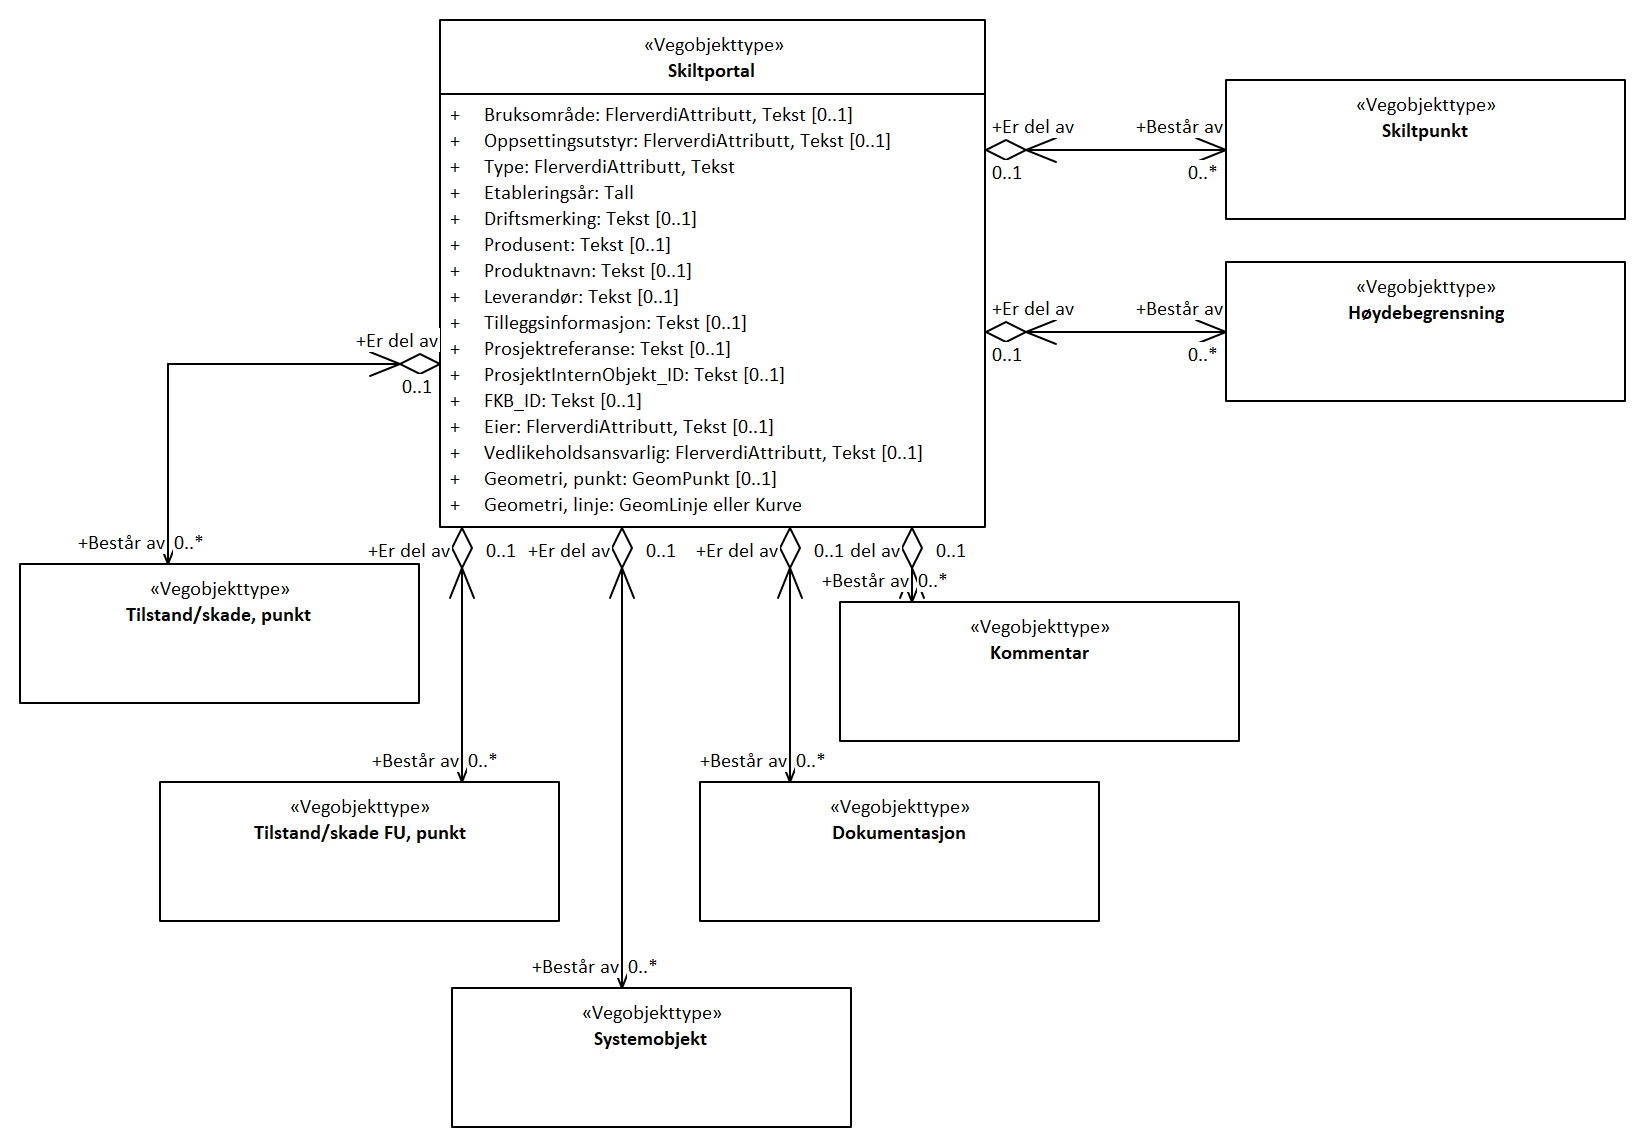 «Vegobjekttype»
Skiltportal
+ Bruksområde: FlerverdiAttributt, Tekst [0..1]
+ Oppsettingsutstyr: FlerverdiAttributt, Tekst [0..1]
+ Type: FlerverdiAttributt, Tekst
+ Etableringsår: Tall
+ Driftsmerking: Tekst [0..1]
+ Produsent: Tekst [0..1]
+ Produktnavn: Tekst [0..1]
+ Leverandør: Tekst [0..1]
+ Tilleggsinformasjon: Tekst [0..1]
+ Prosjektreferanse: Tekst [0..1]
+ ProsjektInternObjekt_ID: Tekst [0..1]
+ FKB_ID: Tekst [0..1]
+ Eier: FlerverdiAttributt, Tekst [0..1]
+ Vedlikeholdsansvarlig: FlerverdiAttributt, Tekst [0..1]
+ Geometri, punkt: GeomPunkt [0..1]
+ Geometri, linje: GeomLinje eller Kurve
+Er del av +Består av
0..1 0..*
«Vegobjekttype»
Skiltpunkt
+Er del av +Består av
0..1 0..*
«Vegobjekttype»
Høydebegrensning
+Er del av
0..1
+Består av 0..*
«Vegobjekttype»
Tilstand/skade, punkt
+Er del av 0..1 +Er del av 0..1 +Er del av 0..1 del av 0..1
+Består av 0..*
«Vegobjekttype»
Kommentar
+Består av 0..*
«Vegobjekttype»
Tilstand/skade FU, punkt
+Består av 0..*
«Vegobjekttype»
Dokumentasjon
+Består av 0..*
«Vegobjekttype»
Systemobjekt